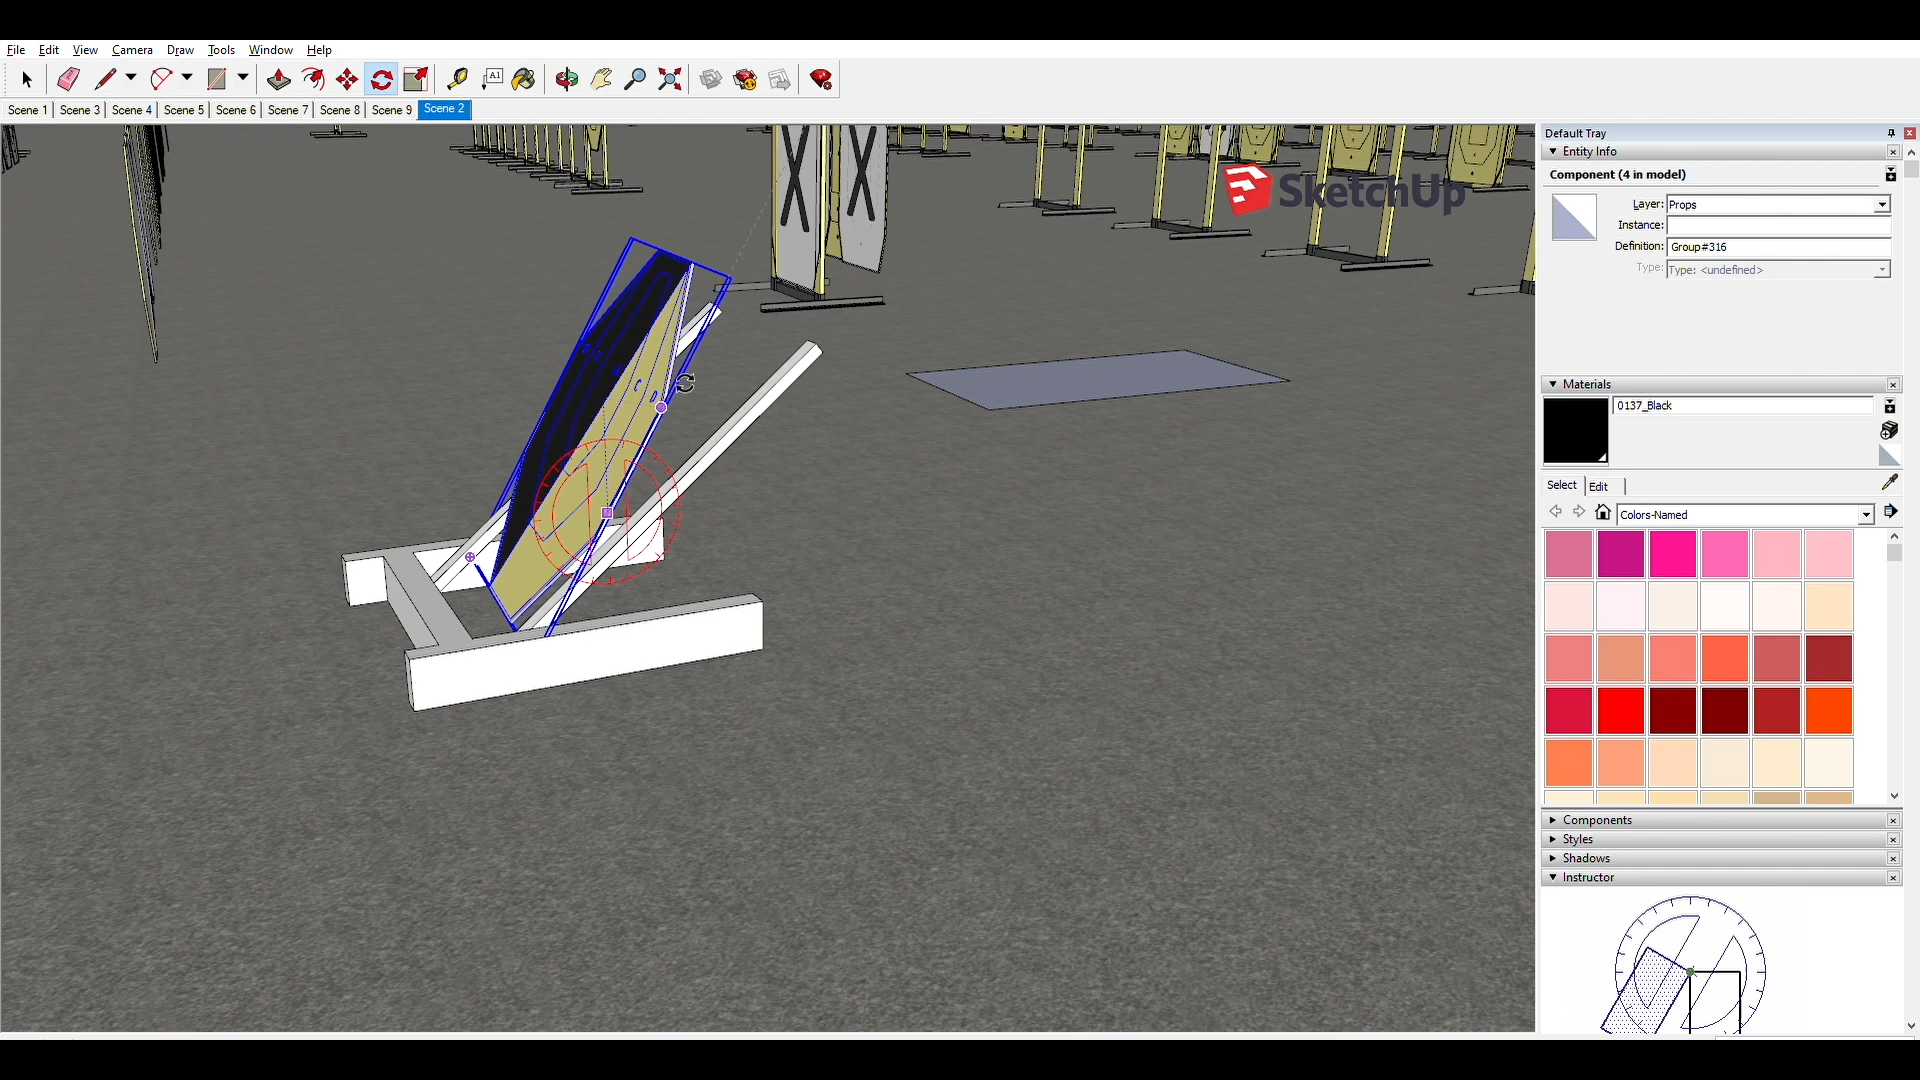 File Edit View Camera Draw Tools Window Help
A1
Scene 1 Scene 3 Scene 4 Scene 5 Scene 6 Scene 7 Scene 8 Scene 9 Scene 2
Default Tray
Entity Info
Component (4 in model)
Layer: Props
Instance:
Definition: Group#316
Type: Type: <undefined>
SketchUp
Materials
0137_Black
Select Edit
Colors-Named
Components
Styles
Shadows
Instructor